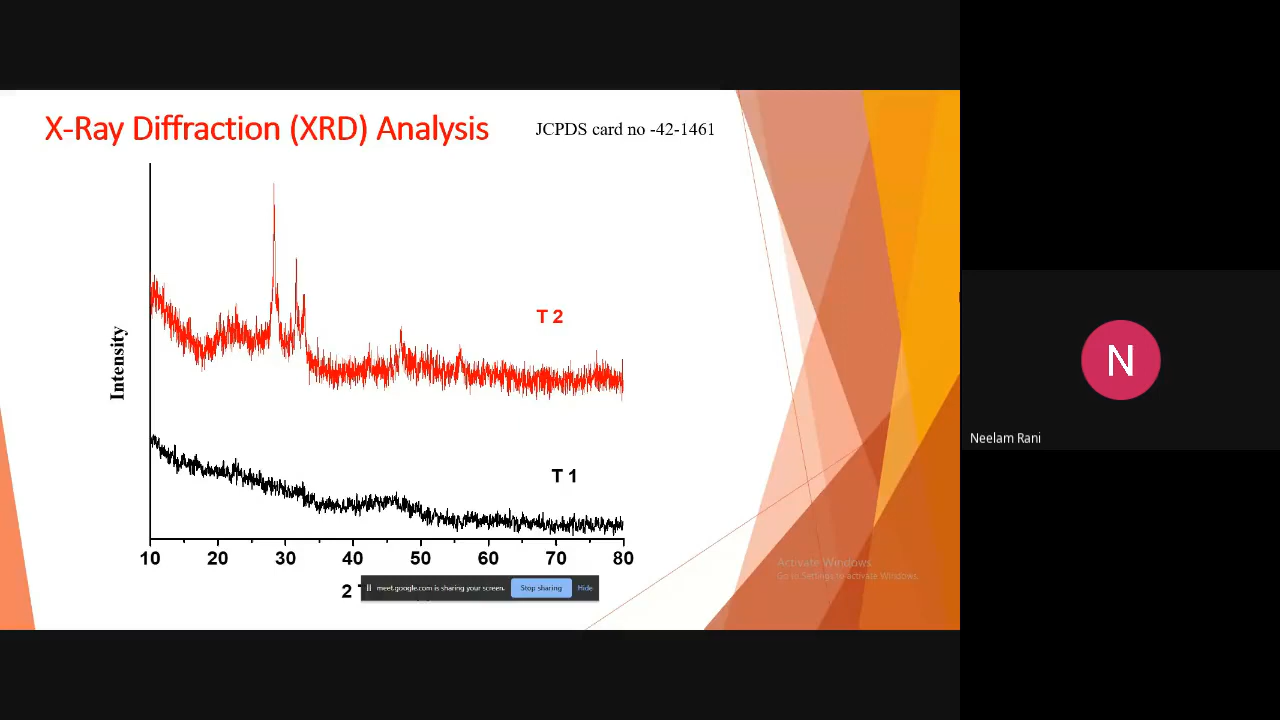 X-Ray Diffraction (XRD) Analysis
JCPDS card no -42-1461
Intensity
T 2
T 1
10 20 30 40 50 60 70 80
2
meet.google.com is sharing your screen.
Stop sharing
Hide
Activate Windows
Go to Settings to activate Windows.
N
Neelam Rani